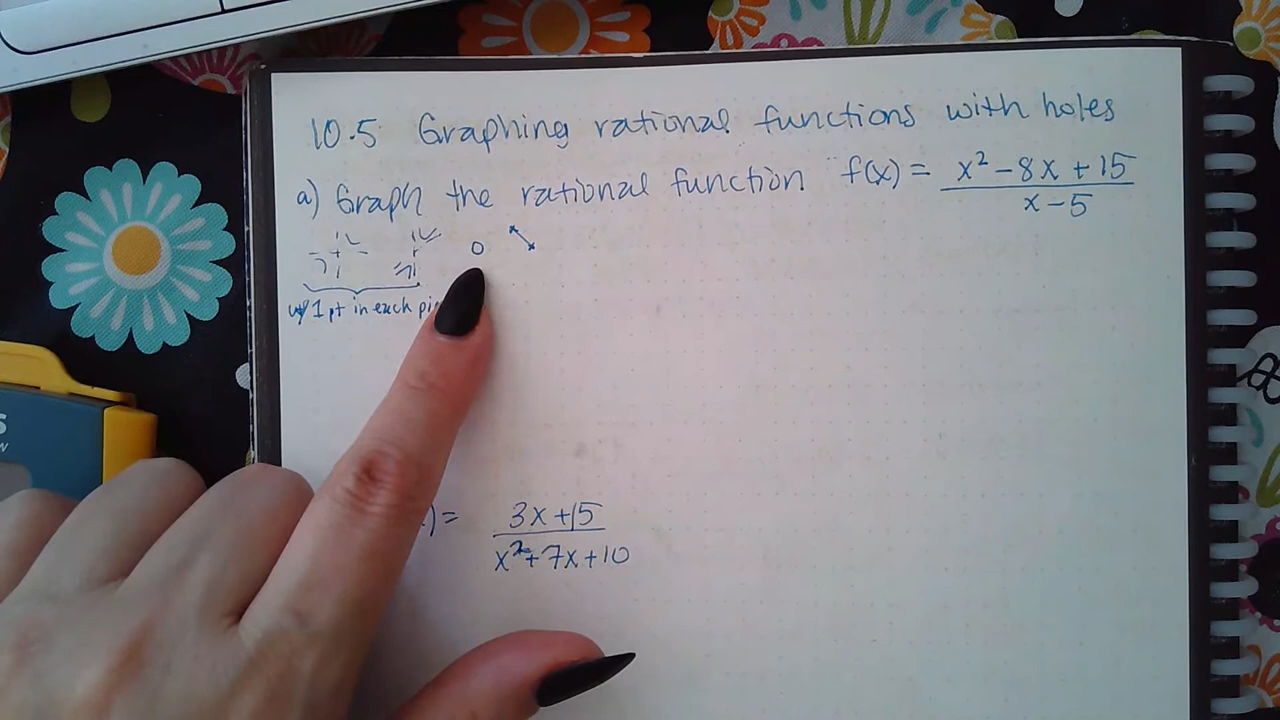 10.5 Graphing rational functions with holes
a) Graph the rational function f(x) = x² - 8x + 15 / x - 5
w/ 1 pt in each
)= 3x + 15 / x² + 7x + 10